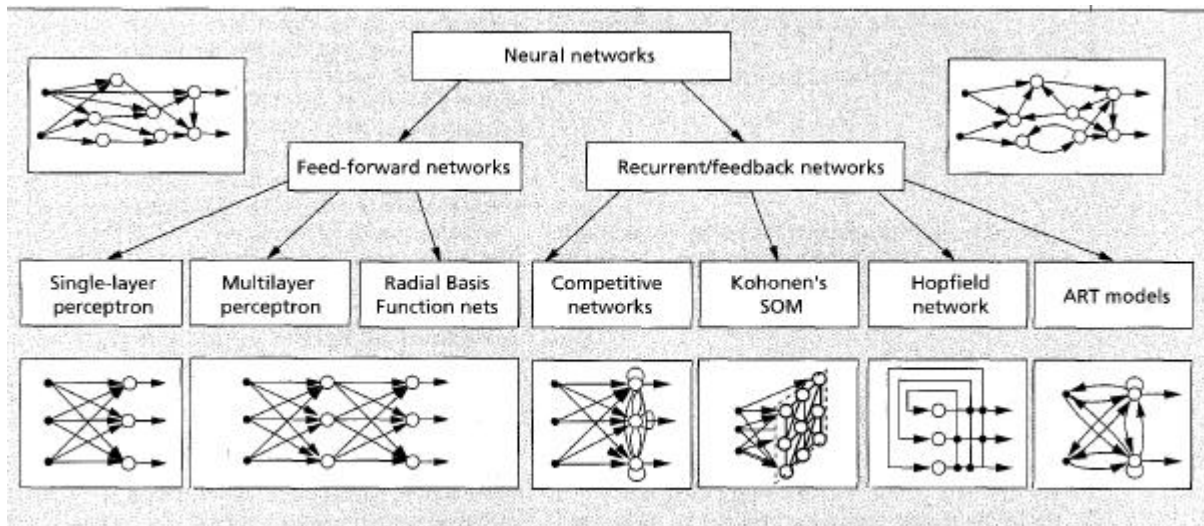 Neural networks
Feed-forward networks
Recurrent/feedback networks
Single-layer
perceptron
Multilayer
perceptron
Radial Basis
Function nets
Competitive
networks
Kohonen's
SOM
Hopfield
network
ART models